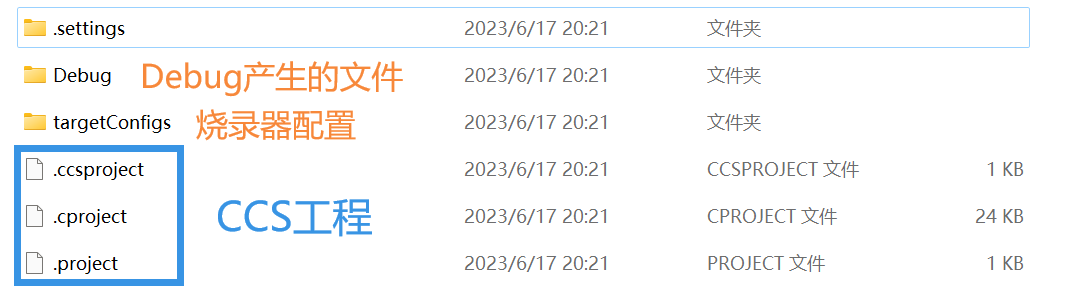 .settings 2023/6/17 20:21 文件夹
Debug Debug产生的文件 2023/6/17 20:21 文件夹
targetConfigs 烧录器配置 2023/6/17 20:21 文件夹
.ccsproject 2023/6/17 20:21 CCSPROJECT 文件 1 KB
.cproject CCS工程 2023/6/17 20:21 CPROJECT 文件 24 KB
.project 2023/6/17 20:21 PROJECT 文件 1 KB